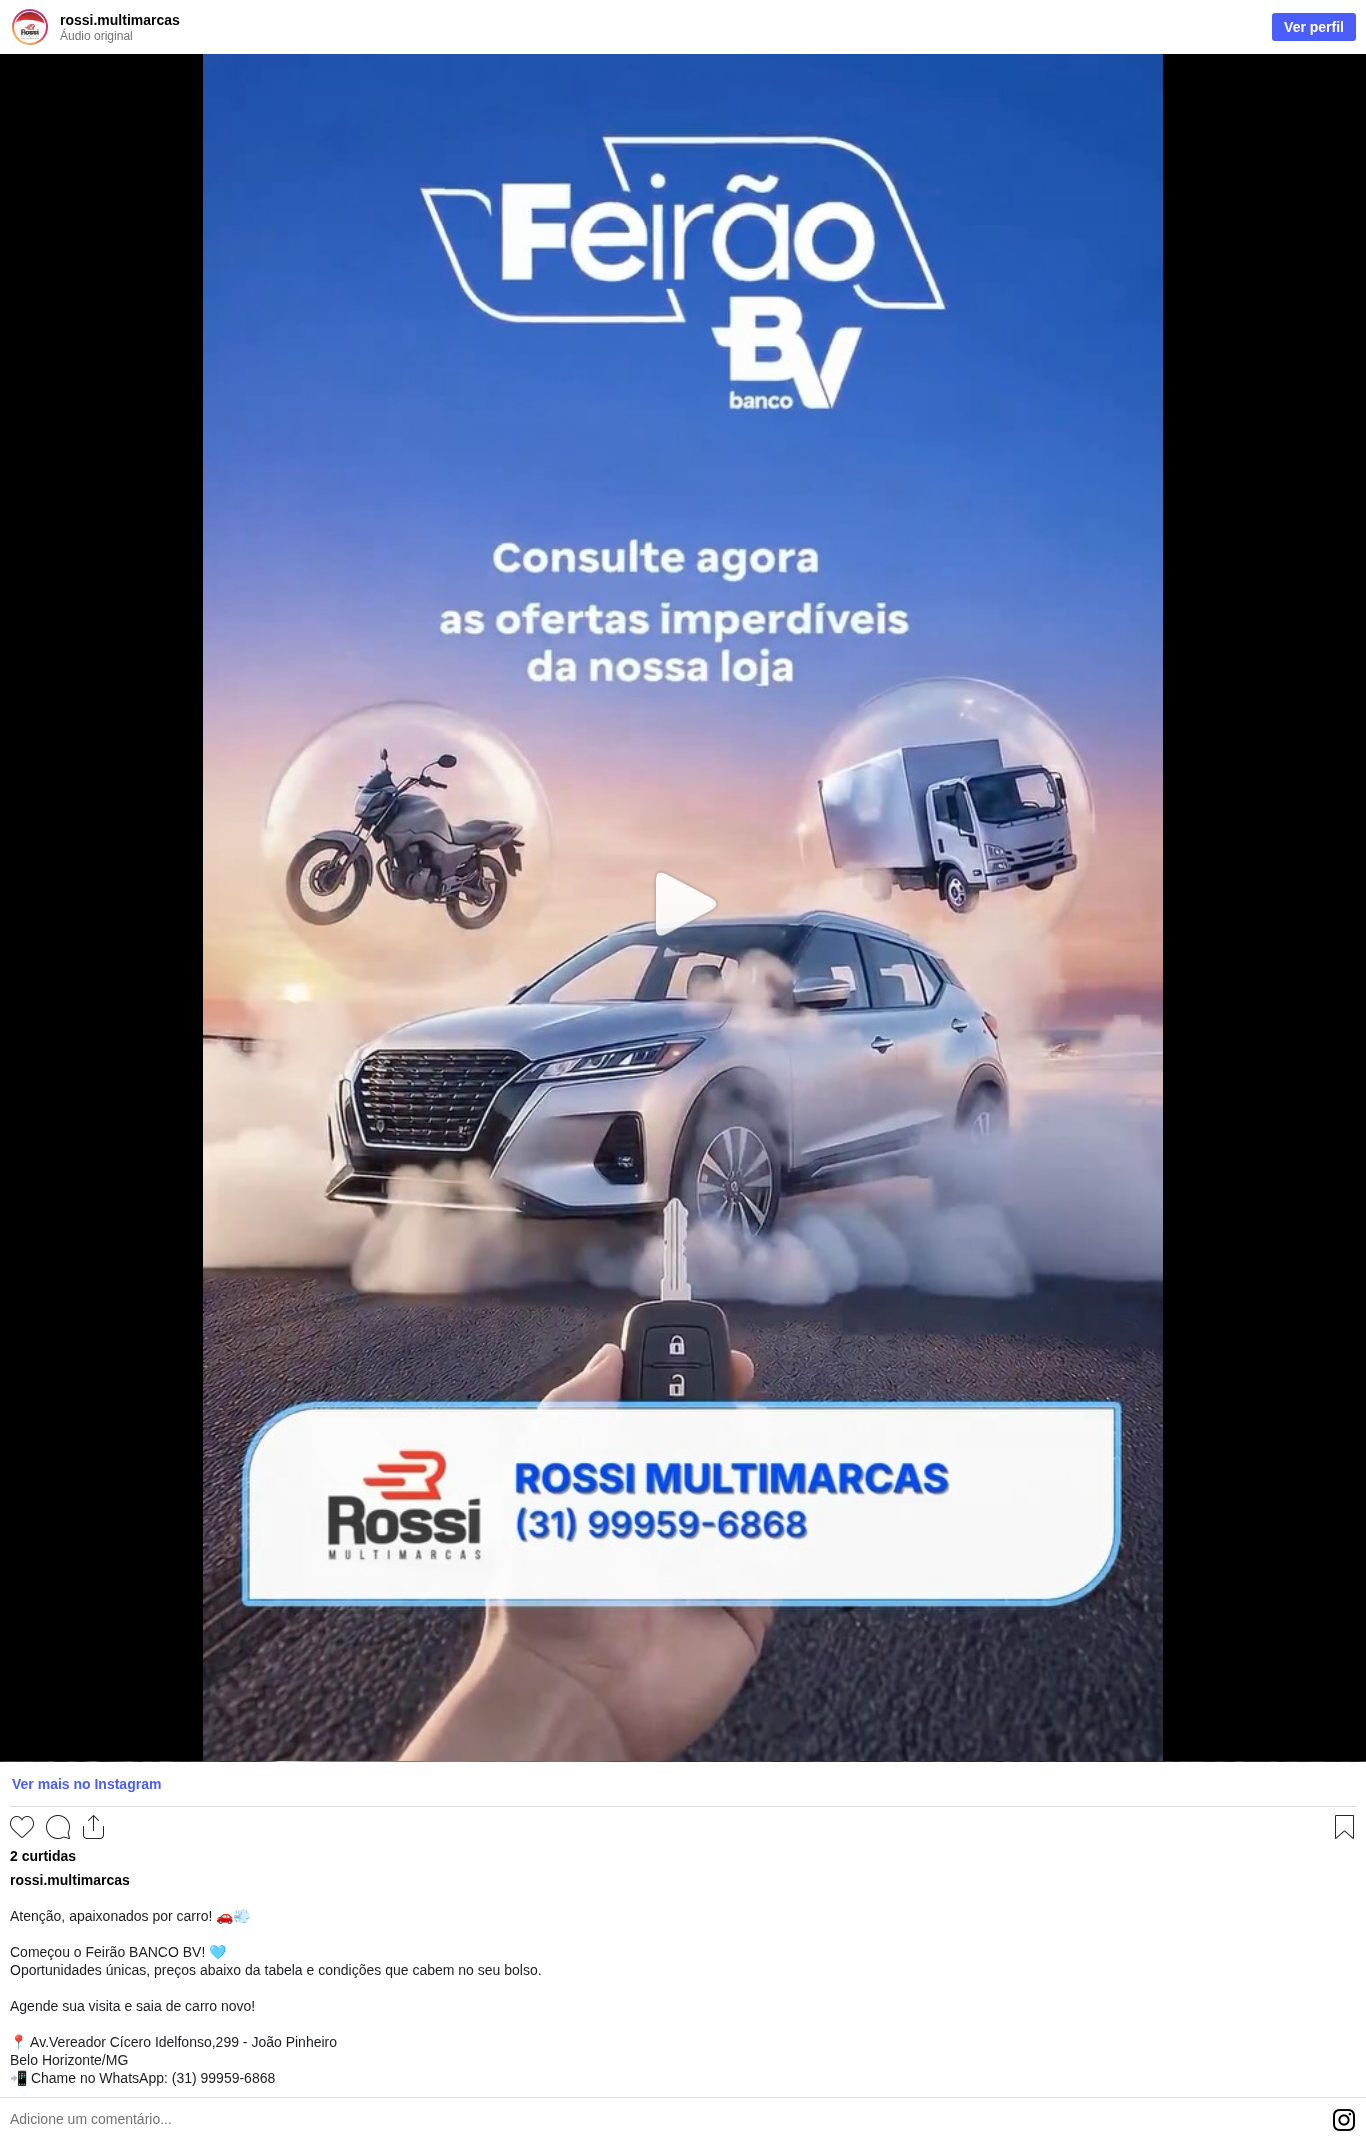 rossi.multimarcas
Áudio original
Ver perfil
Rossi
Feirão
BV
banco
Consulte agora
as ofertas imperdíveis
da nossa loja
Rossi
MULTIMARCAS
ROSSI MULTIMARCAS
(31) 99959-6868
Ver mais no Instagram
2 curtidas
rossi.multimarcas
Atenção, apaixonados por carro! 🚗💨
Começou o Feirão BANCO BV! 🩵
Oportunidades únicas, preços abaixo da tabela e condições que cabem no seu bolso.
Agende sua visita e saia de carro novo!
📍 Av.Vereador Cícero Idelfonso,299 - João Pinheiro
Belo Horizonte/MG
📲 Chame no WhatsApp: (31) 99959-6868
Adicione um comentário...